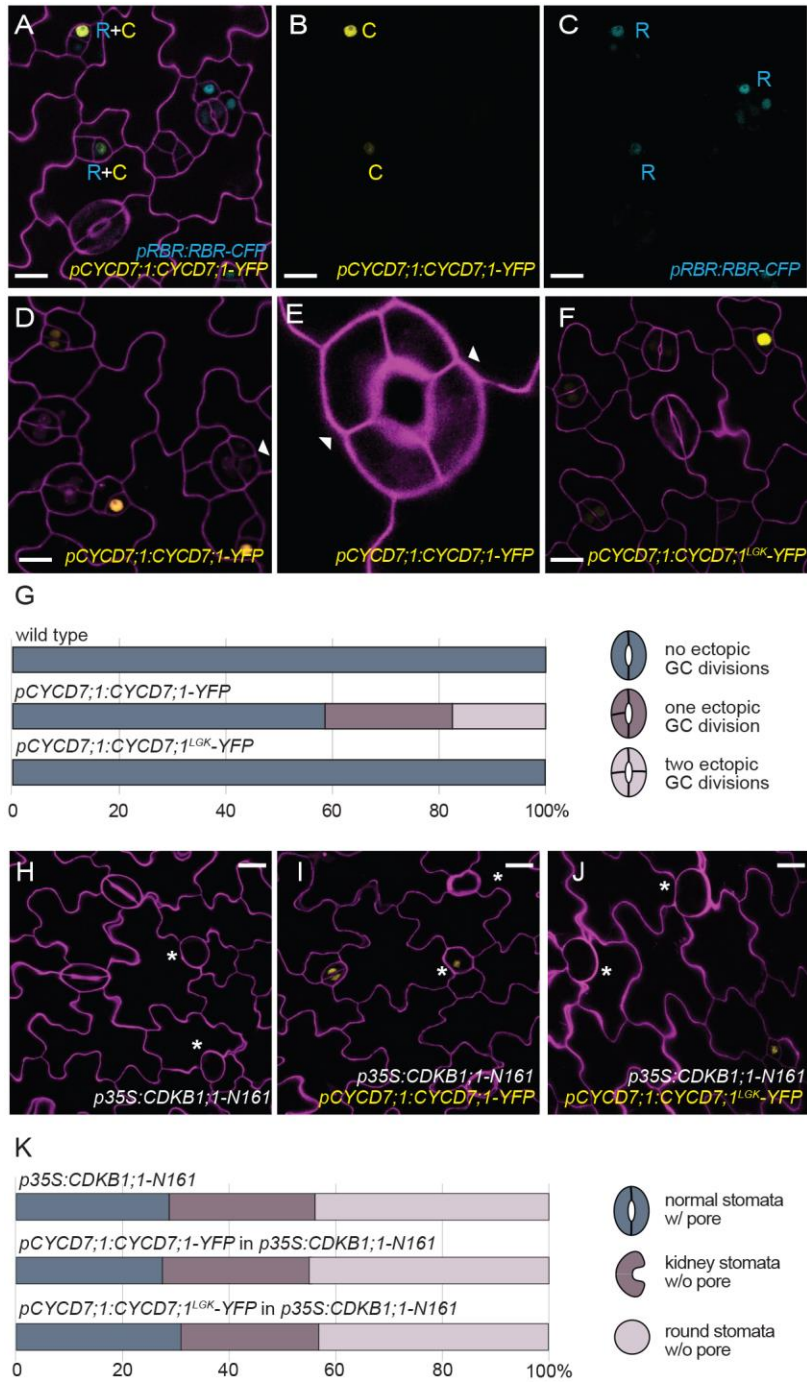 A
R+C
R+C
pRBR:RBR-CFP
pCYCD7;1:CYCD7;1-YFP
B
C
C
pCYCD7;1:CYCD7;1-YFP
C
R
R
R
pRBR:RBR-CFP
D
pCYCD7;1:CYCD7;1-YFP
E
pCYCD7;1:CYCD7;1-YFP
F
pCYCD7;1:CYCD7;1LGK-YFP
G
wild type
pCYCD7;1:CYCD7;1-YFP
pCYCD7;1:CYCD7;1LGK-YFP
0 20 40 60 80 100%
no ectopic
GC divisions
one ectopic
GC division
two ectopic
GC divisions
H
*
*
p35S:CDKB1;1-N161
I
*
*
p35S:CDKB1;1-N161
pCYCD7;1:CYCD7;1-YFP
J
*
*
p35S:CDKB1;1-N161
pCYCD7;1:CYCD7;1LGK-YFP
K
p35S:CDKB1;1-N161
pCYCD7;1:CYCD7;1-YFP in p35S:CDKB1;1-N161
pCYCD7;1:CYCD7;1LGK-YFP in p35S:CDKB1;1-N161
0 20 40 60 80 100%
normal stomata
w/ pore
kidney stomata
w/o pore
round stomata
w/o pore